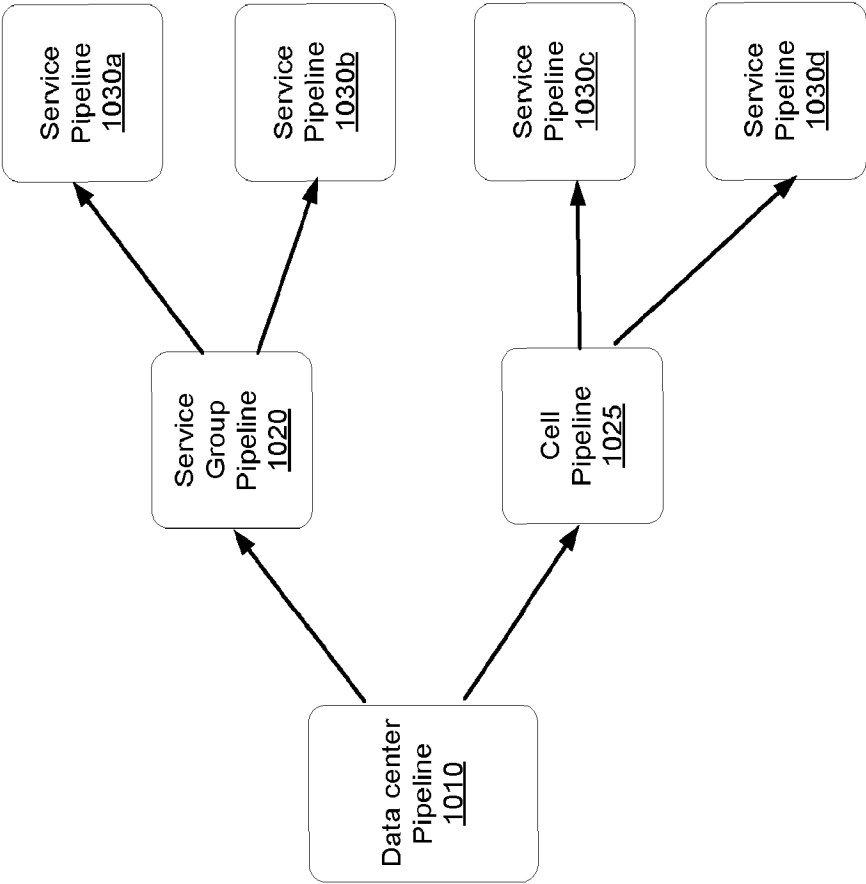 Service
Pipeline
1030a
Service
Pipeline
1030b
Service
Pipeline
1030c
Service
Pipeline
1030d
Service
Group
Pipeline
1020
Cell
Pipeline
1025
Data center
Pipeline
1010